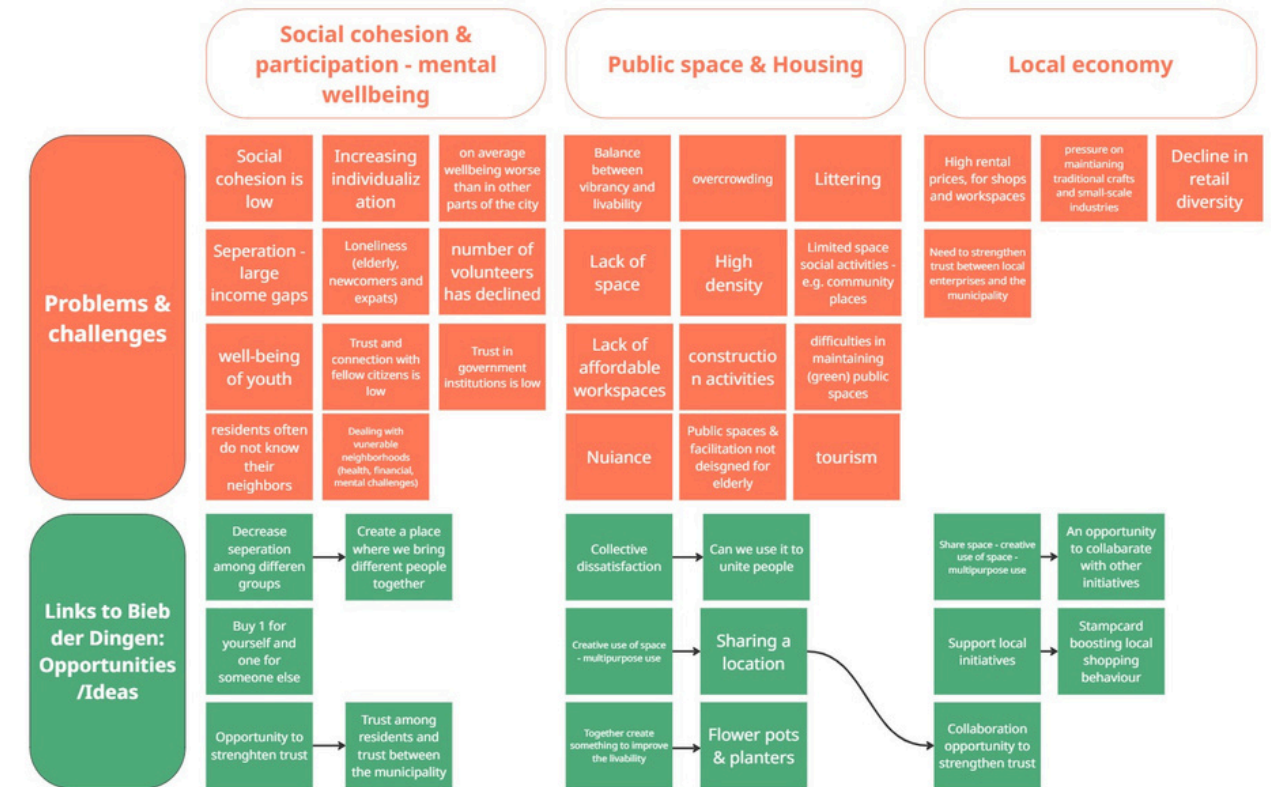 Social cohesion &
participation - mental
wellbeing
Public space & Housing
Local economy
Problems &
challenges
Social
cohesion is
low
Increasing
individualiz
ation
on average
wellbeing worse
than in other
parts of the city
Seperation -
large
income gaps
Loneliness
(elderly,
newcomers and
expats)
number of
volunteers
has declined
well-being
of youth
Trust and
connection with
fellow citizens is
low
Trust in
government
institutions is low
residents often
do not know
their
neighbors
Dealing with
vunerable
neighborhoods
(health, financial,
mental challenges)
Balance
between
vibrancy and
livability
overcrowding
Littering
Lack of
space
High
density
Limited space
social activities -
e.g. community
places
Lack of
affordable
workspaces
constructio
n activities
difficulties in
maintaining
(green) public
spaces
Nuiance
Public spaces &
facilitation not
deisgned for
elderly
tourism
High rental
prices, for shops
and workspaces
pressure on
maintianing
traditional crafts
and small-scale
industries
Decline in
retail
diversity
Need to strengthen
trust between local
enterprises and the
municipality
Links to Bieb
der Dingen:
Opportunities
/Ideas
Decrease
seperation
among differen
groups
Create a place
where we bring
different people
together
Buy 1 for
yourself and
one for
someone else
Opportunity to
strenghten trust
Trust among
residents and
trust between
the municipality
Collective
dissatisfaction
Can we use it to
unite people
Creative use of space
- multipurpose use
Sharing a
location
Together create
something to improve
the livability
Flower pots
& planters
Share space - creative
use of space -
multipurpose use
An opportunity
to collabarate
with other
initiatives
Support local
initiatives
Stampcard
boosting local
shopping
behaviour
Collaboration
opportunity to
strengthen trust